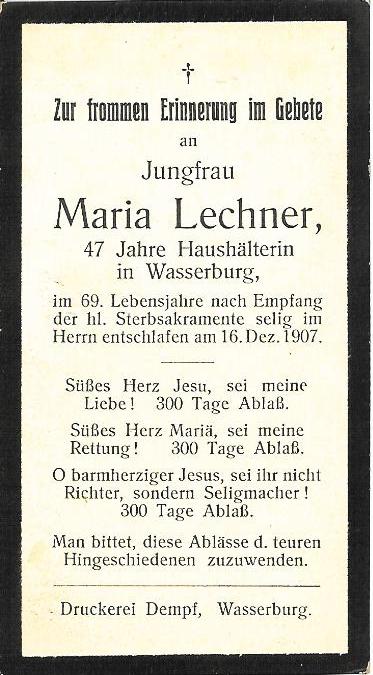 Zur frommen Erinnerung im Gebete
an
Jungfrau
Maria Lechner,
47 Jahre Haushälterin
in Wasserburg,
im 69. Lebensjahre nach Empfang
der hl. Sterbsakramente selig im
Herrn entschlafen am 16. Dez. 1907.
Süßes Herz Jesu, sei meine
Liebe! 300 Tage Ablaß.
Süßes Herz Mariä, sei meine
Rettung! 300 Tage Ablaß.
O barmherziger Jesus, sei ihr nicht
Richter, sondern Seligmacher!
300 Tage Ablaß.
Man bittet, diese Ablässe d. teuren
Hingeschiedenen zuzuwenden.
Druckerei Dempf, Wasserburg.